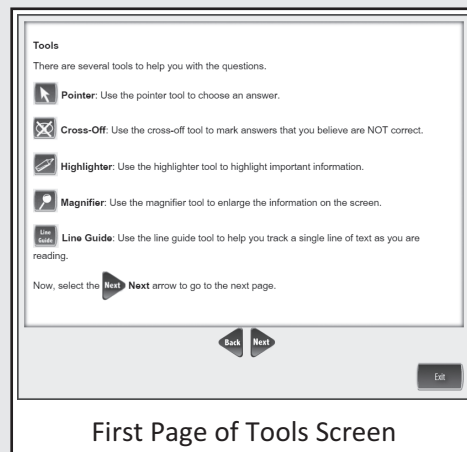 Tools
There are several tools to help you with the questions.
Pointer: Use the pointer tool to choose an answer.
Cross-Off: Use the cross-off tool to mark answers that you believe are NOT correct.
Highlighter: Use the highlighter tool to highlight important information.
Magnifier: Use the magnifier tool to enlarge the information on the screen.
Line Guide Line Guide: Use the line guide tool to help you track a single line of text as you are
reading.
Now, select the Next Next arrow to go to the next page.
Back Next
Exit
First Page of Tools Screen